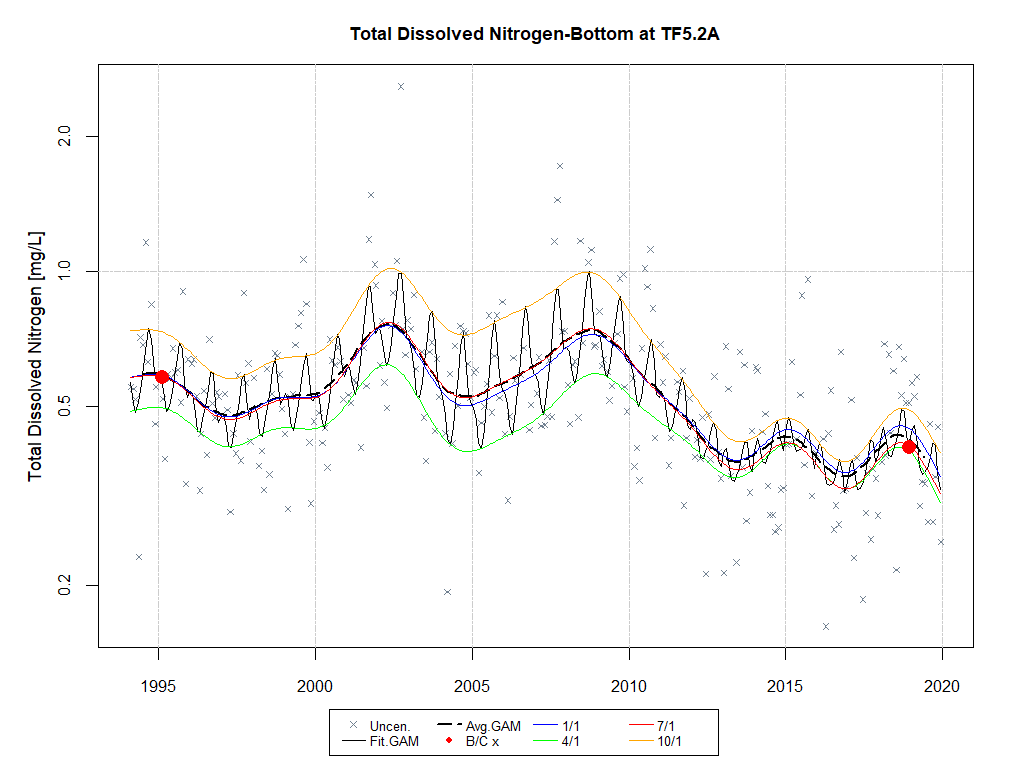 Total Dissolved Nitrogen-Bottom at TF5.2A
Total Dissolved Nitrogen [mg/L]
2.0
1.0
0.5
0.2
1995 2000 2005 2010 2015 2020
Uncen. Avg.GAM 1/1 7/1
Fit.GAM B/C x 4/1 10/1